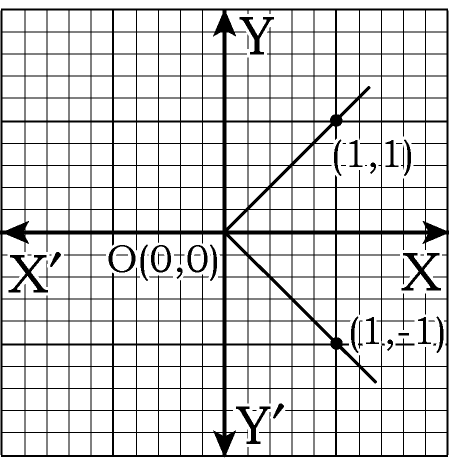 Y
(1,1)
O(0,0)
X′
X
(1,-1)
Y′